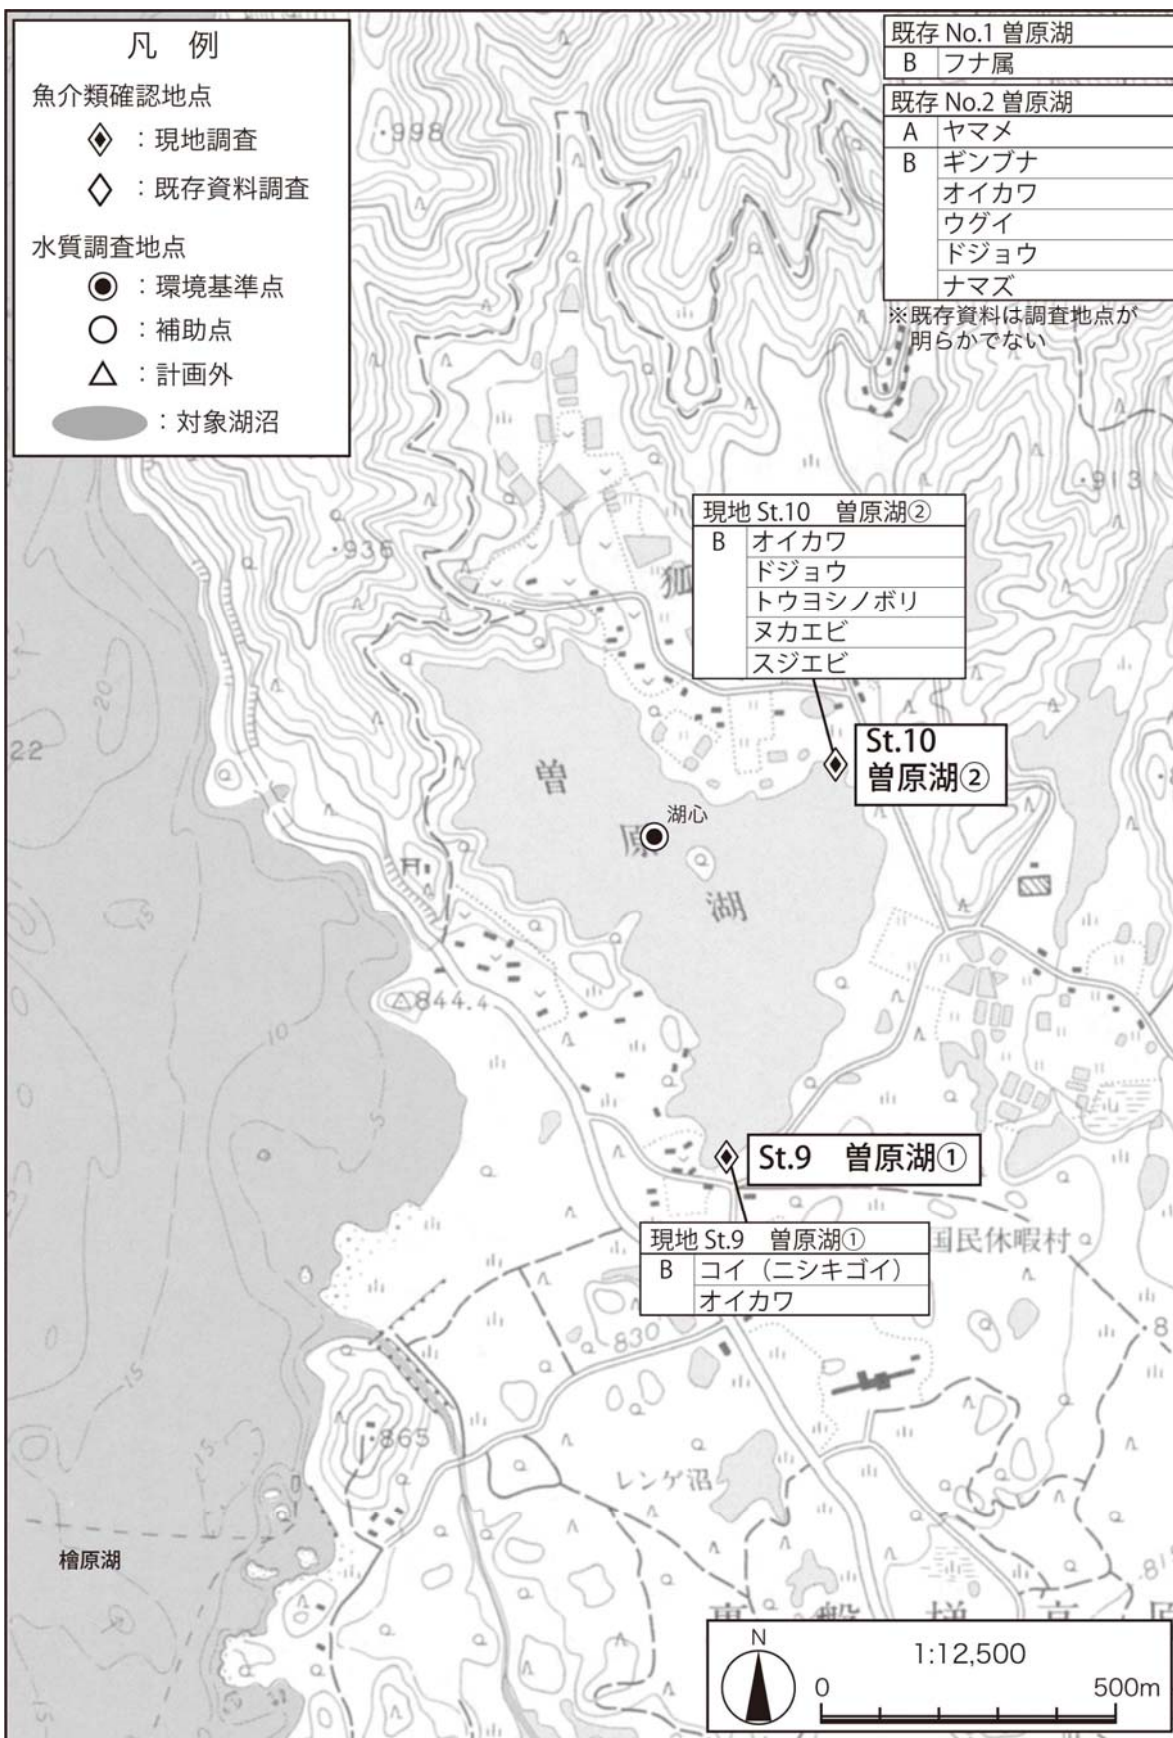 凡 例
魚介類確認地点
：現地調査
：既存資料調査
水質調査地点
：環境基準点
：補助点
：計画外
：対象湖沼
既存 No.1 曽原湖
B フナ属
既存 No.2 曽原湖
A ヤマメ
B ギンブナ
オイカワ
ウグイ
ドジョウ
ナマズ
※既存資料は調査地点が
明らかでない
998
913
936
現地 St.10 曽原湖②
B オイカワ
ドジョウ
トウヨシノボリ
ヌカエビ
スジエビ
狐
St.10
曽原湖②
20
22
曽原湖
湖心
844.4
10
15
5
St.9 曽原湖①
現地 St.9 曽原湖①
B コイ（ニシキゴイ）
オイカワ
国民休暇村
830
15
865
15
レンゲ沼
檜原湖
819
15
N
1:12,500
0 500m